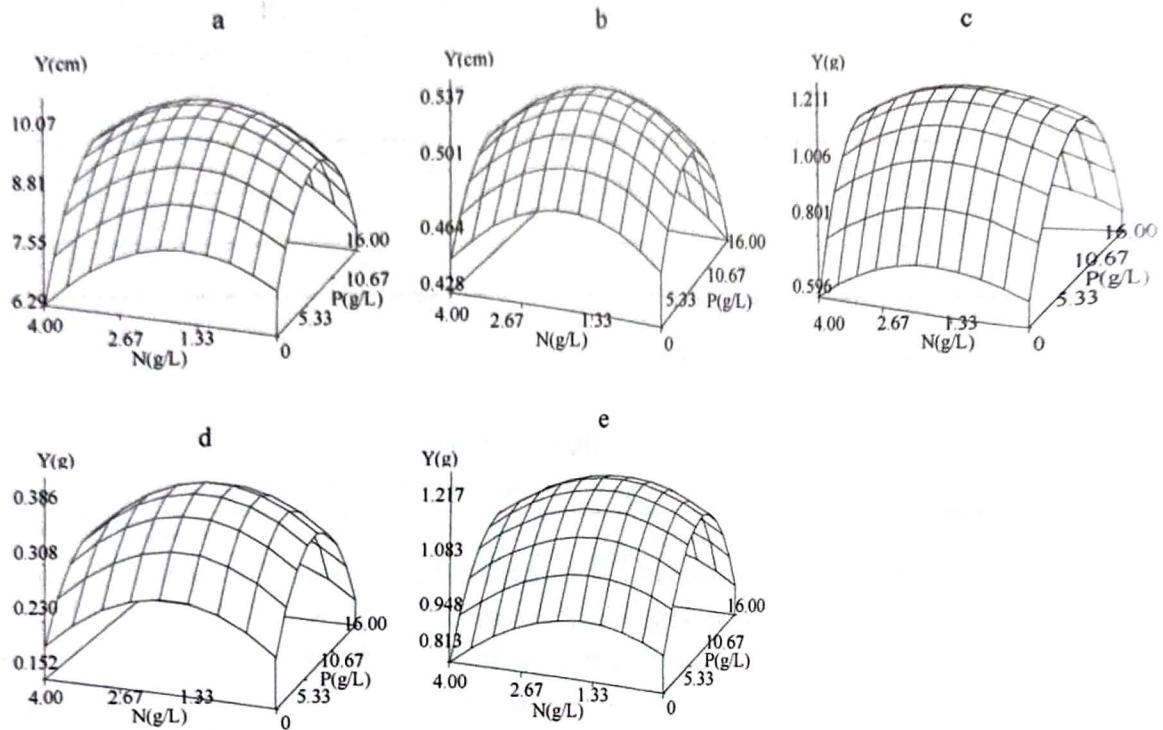 a
Y(cm)
10.07
8.81
7.55
6.29
4.00
2.67
1.33
0
N(g/L)
16.00
10.67
P(g/L)
5.33
b
Y(cm)
0.537
0.501
0.464
0.428
4.00
2.67
1.33
N(g/L)
0
16.00
10.67
P(g/L)
5.33
c
Y(g)
1.211
1.006
0.801
0.596
4.00
2.67
1.33
N(g/L)
0
16.00
10.67
P(g/L)
5.33
d
Y(g)
0.386
0.308
0.230
0.152
4.00
2.67
1.33
N(g/L)
0
16.00
10.67
P(g/L)
5.33
e
Y(g)
1.217
1.083
0.948
0.813
4.00
2.67
1.33
N(g/L)
0
16.00
10.67
P(g/L)
5.33